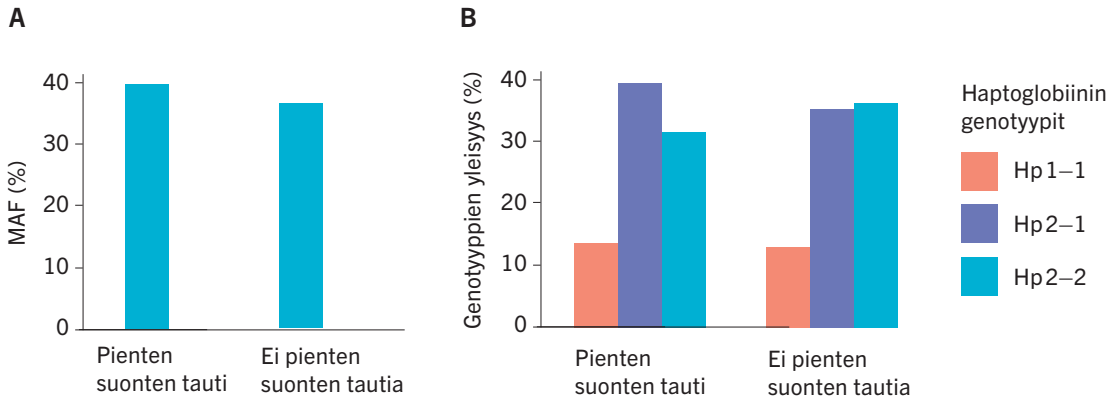 A
MAF (%)
40
30
20
10
0
Pienten
suonten tauti
Ei pienten
suonten tautia
B
Genotyyppien yleisyys (%)
40
30
20
10
0
Pienten
suonten tauti
Ei pienten
suonten tautia
Haptoglobiinin
genotyypit
Hp 1–1
Hp 2–1
Hp 2–2